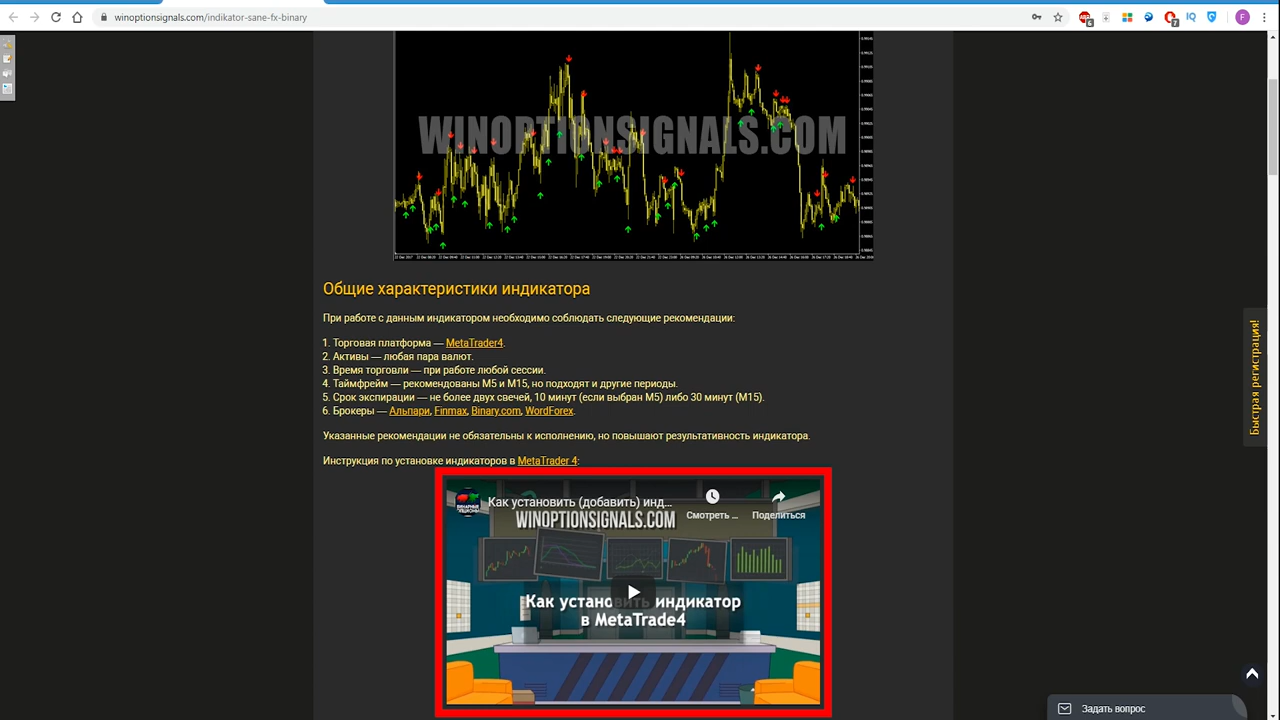 winoptionsignals.com/indikator-sane-fx-binary
WINOPTIONSIGNALS.COM
Общие характеристики индикатора
При работе с данным индикатором необходимо соблюдать следующие рекомендации:
1. Торговая платформа — MetaTrader4.
2. Активы — любая пара валют.
3. Время торговли — при работе любой сессии.
4. Таймфрейм — рекомендованы М5 и М15, но подходят и другие периоды.
5. Срок экспирации — не более двух свечей, 10 минут (если выбран М5) либо 30 минут (М15).
6. Брокеры — Альпари, Finmax, Binary.com, WordForex.
Указанные рекомендации не обязательны к исполнению, но повышают результативность индикатора.
Инструкция по установке индикаторов в MetaTrader 4:
Как установить (добавить) инд...
Смотреть ...
Поделиться
WINOPTIONSIGNALS.COM
Как установить индикатор
в MetaTrade4
Быстрая регистрация!
Задать вопрос